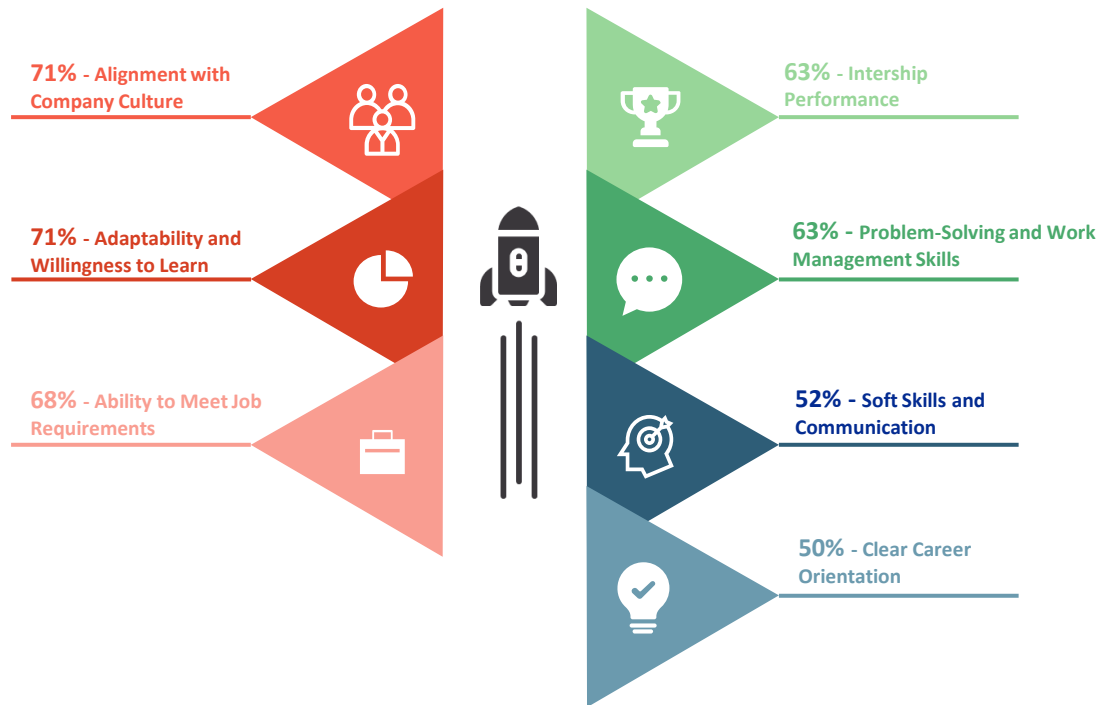 71% - Alignment with
Company Culture
71% - Adaptability and
Willingness to Learn
68% - Ability to Meet Job
Requirements
63% - Intership
Performance
63% - Problem-Solving and Work
Management Skills
52% - Soft Skills and
Communication
50% - Clear Career
Orientation